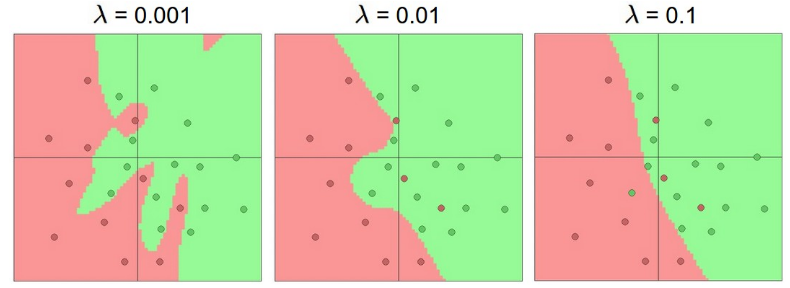 λ = 0.001
λ = 0.01
λ = 0.1